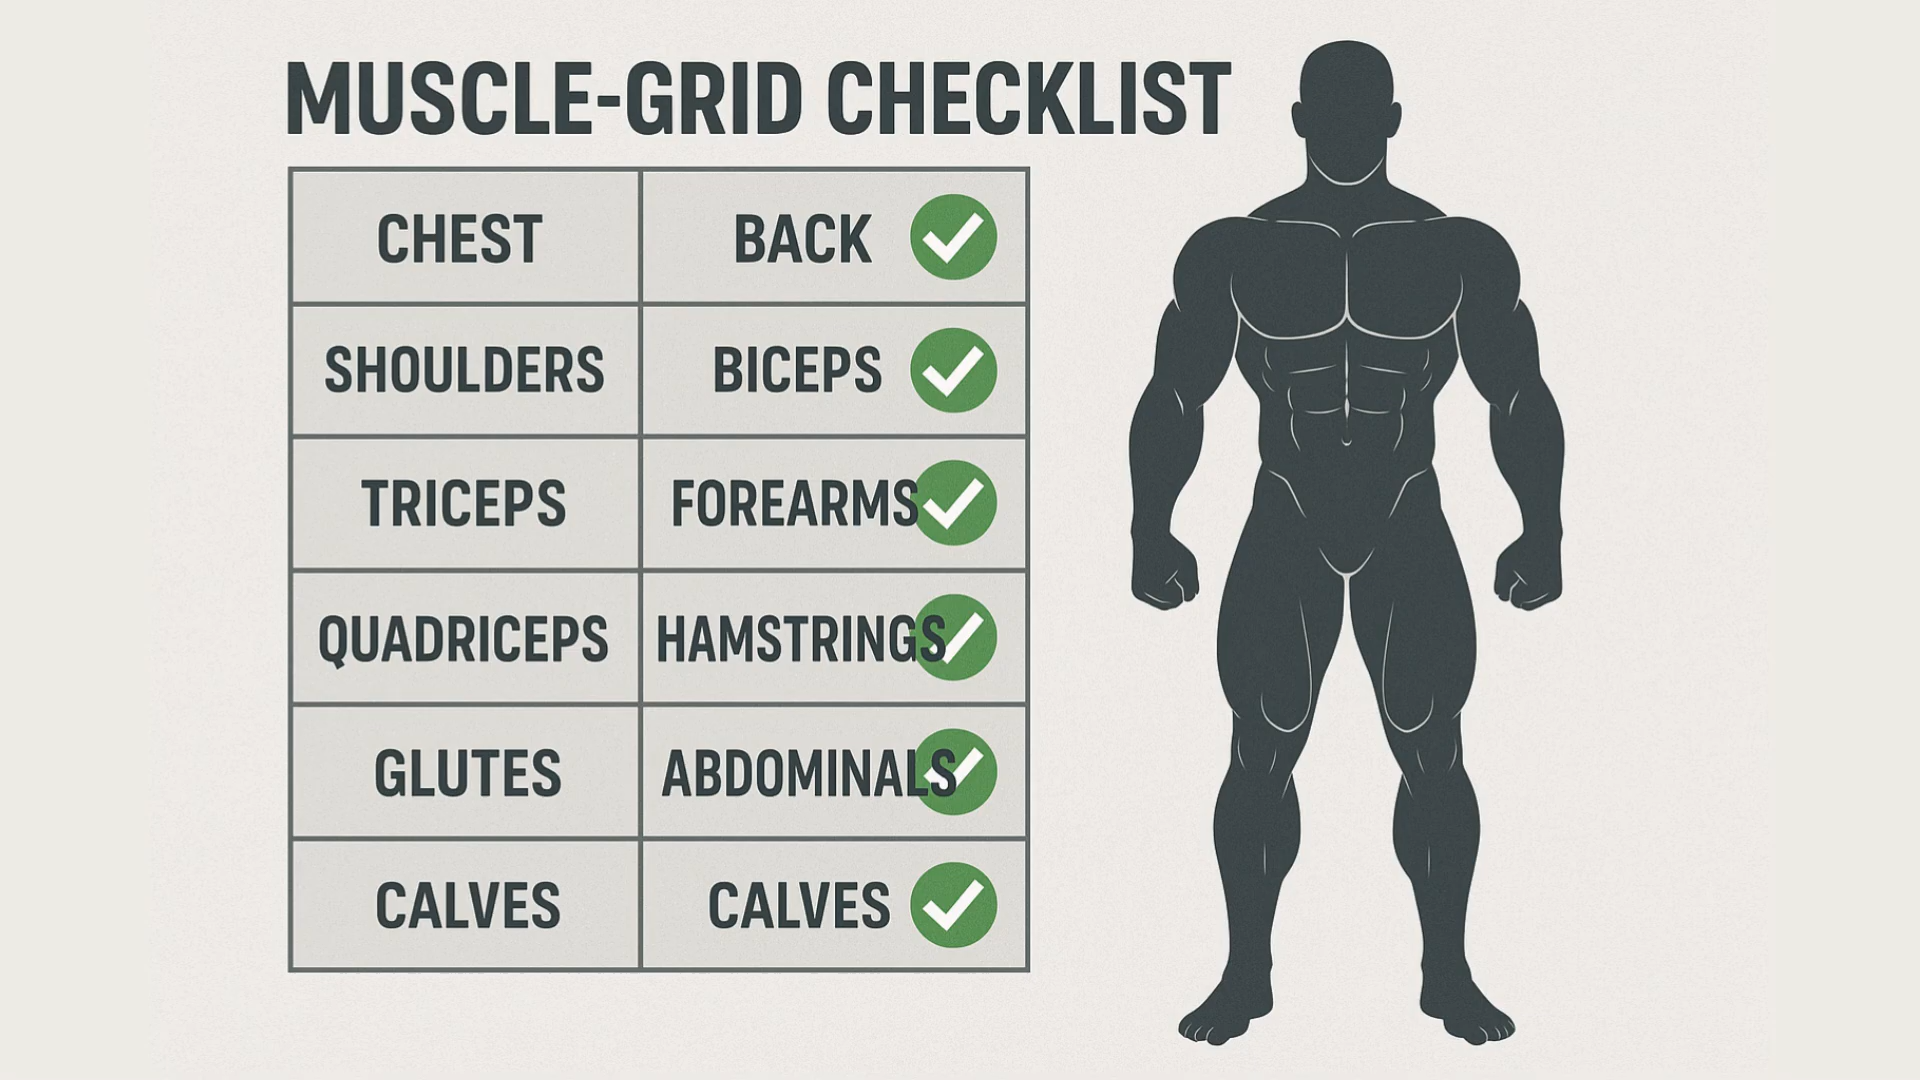 MUSCLE-GRID CHECKLIST
CHEST BACK
SHOULDERS BICEPS
TRICEPS FOREARMS
QUADRICEPS HAMSTRINGS
GLUTES ABDOMINALS
CALVES CALVES